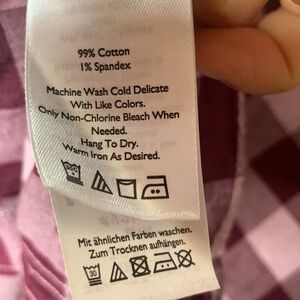 99% Cotton
1% Spandex
Machine Wash Cold Delicate
With Like Colors.
Only Non-Chlorine Bleach When
Needed.
Hang To Dry.
Warm Iron As Desired.
Mit ähnlichen Farben waschen.
Zum Trocknen aufhängen.
30